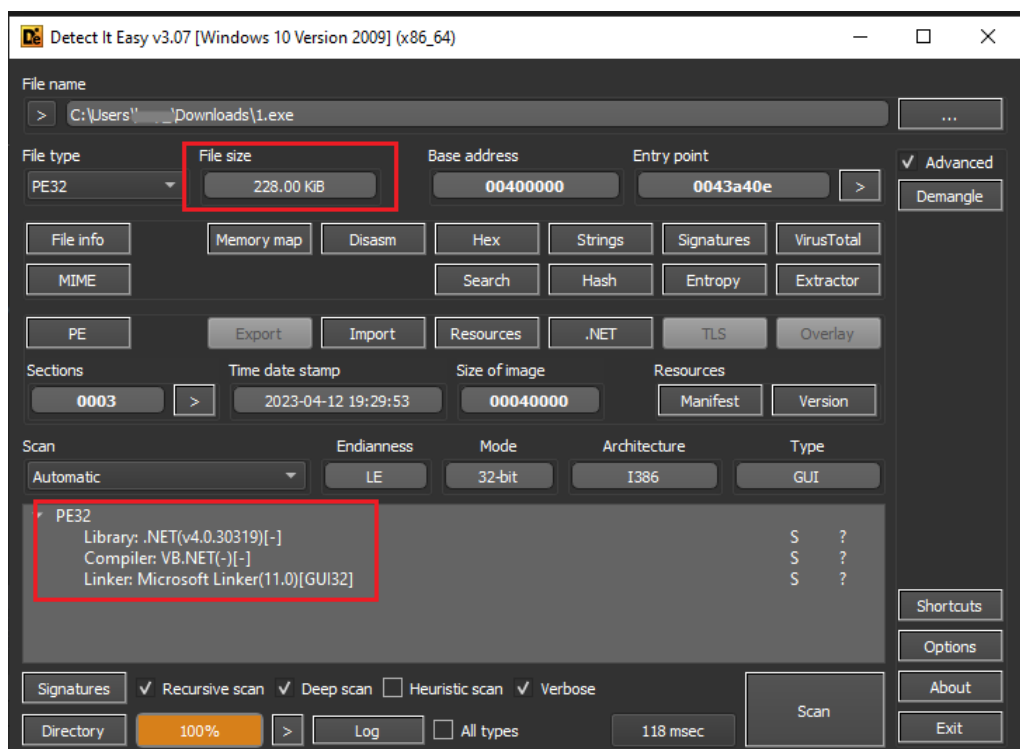 Detect It Easy v3.07 [Windows 10 Version 2009] (x86_64)
File name
> C:\Users\ \Downloads\1.exe ...
File type File size Base address Entry point Advanced
PE32 228.00 KiB 00400000 0043a40e > Demangle
File info Memory map Disasm Hex Strings Signatures VirusTotal
MIME Search Hash Entropy Extractor
PE Export Import Resources .NET TLS Overlay
Sections Time date stamp Size of image Resources
0003 > 2023-04-12 19:29:53 00040000 Manifest Version
Scan Endianness Mode Architecture Type
Automatic LE 32-bit I386 GUI
PE32
Library: .NET(v4.0.30319)[-] S ?
Compiler: VB.NET(-)[-] S ?
Linker: Microsoft Linker(11.0)[GUI32] S ?
Shortcuts
Options
Signatures Recursive scan Deep scan Heuristic scan Verbose Scan About
Directory 100% > Log All types 118 msec Exit